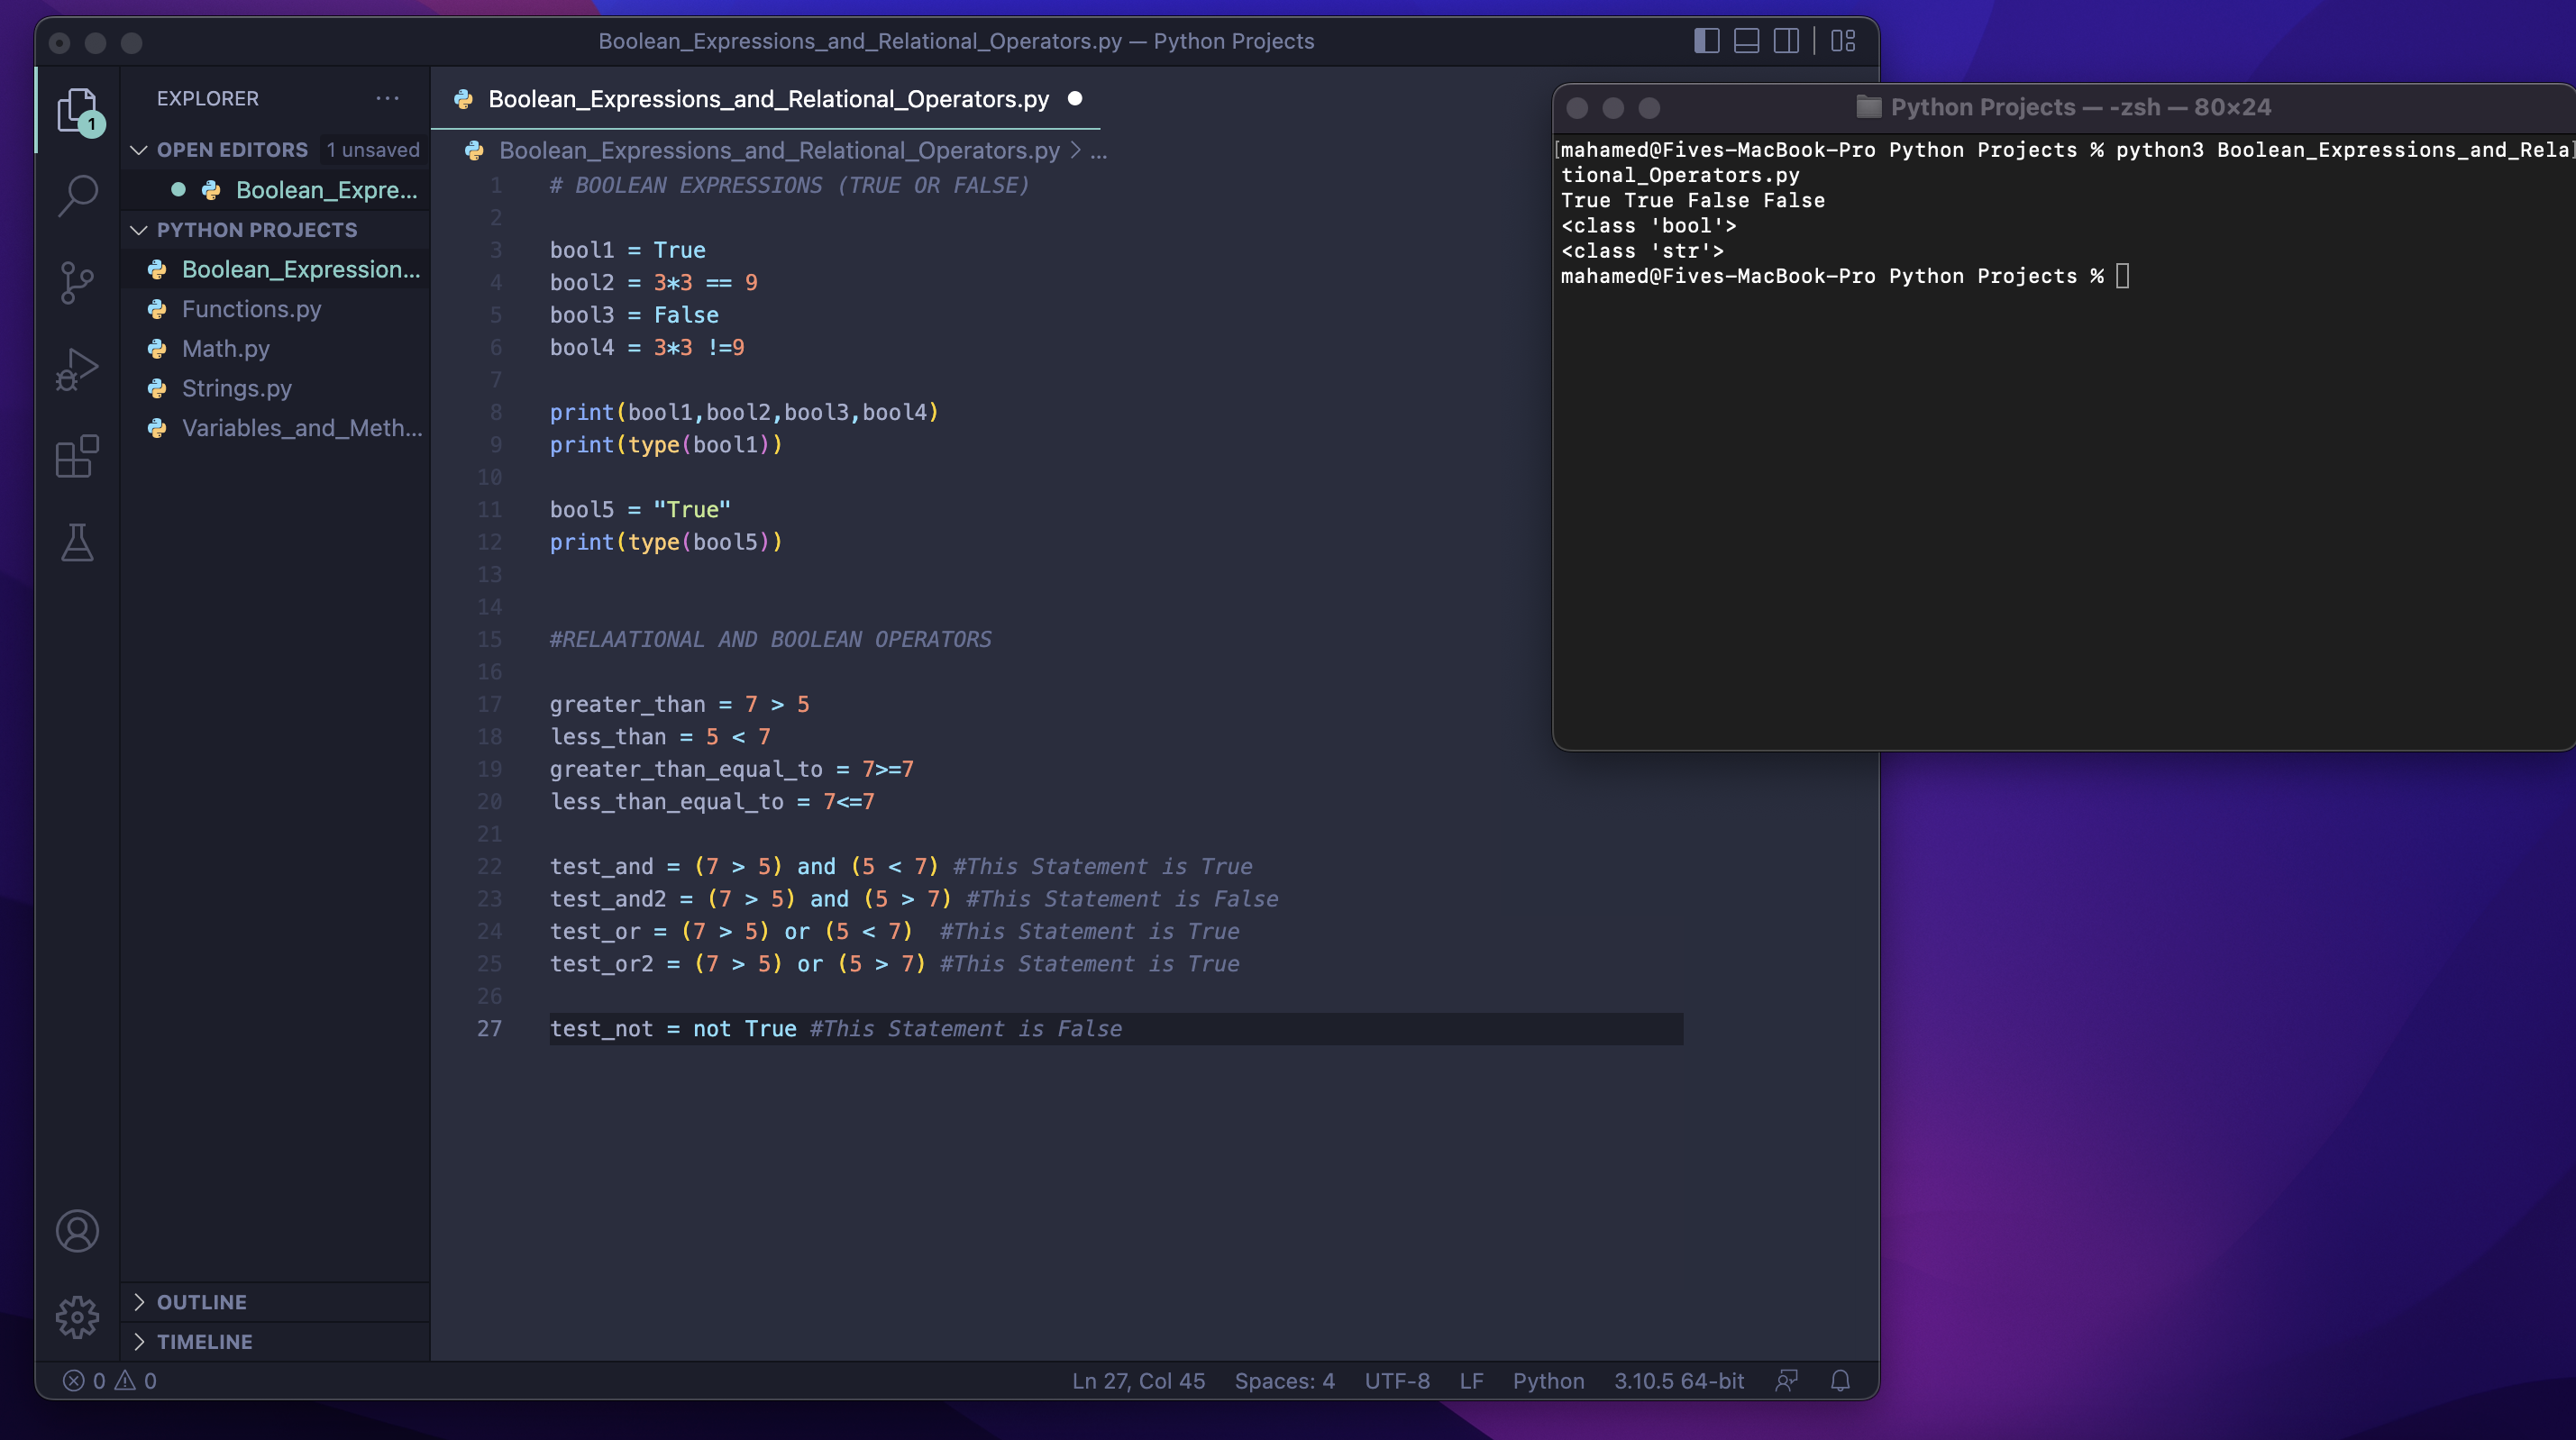 Boolean_Expressions_and_Relational_Operators.py — Python Projects
EXPLORER
1
OPEN EDITORS 1 unsaved
Boolean_Expre...
PYTHON PROJECTS
Boolean_Expression...
Functions.py
Math.py
Strings.py
Variables_and_Meth...
OUTLINE
TIMELINE
Boolean_Expressions_and_Relational_Operators.py
Boolean_Expressions_and_Relational_Operators.py > ...
1 # BOOLEAN EXPRESSIONS (TRUE OR FALSE)
2
3 bool1 = True
4 bool2 = 3*3 == 9
5 bool3 = False
6 bool4 = 3*3 !=9
7
8 print(bool1,bool2,bool3,bool4)
9 print(type(bool1))
10
11 bool5 = "True"
12 print(type(bool5))
13
14
15 #RELAATIONAL AND BOOLEAN OPERATORS
16
17 greater_than = 7 > 5
18 less_than = 5 < 7
19 greater_than_equal_to = 7>=7
20 less_than_equal_to = 7<=7
21
22 test_and = (7 > 5) and (5 < 7) #This Statement is True
23 test_and2 = (7 > 5) and (5 > 7) #This Statement is False
24 test_or = (7 > 5) or (5 < 7)  #This Statement is True
25 test_or2 = (7 > 5) or (5 > 7) #This Statement is True
26
27 test_not = not True #This Statement is False
0 0
Ln 27, Col 45 Spaces: 4 UTF-8 LF Python 3.10.5 64-bit
Python Projects — -zsh — 80×24
[mahamed@Fives-MacBook-Pro Python Projects % python3 Boolean_Expressions_and_Rela]
tional_Operators.py
True True False False
<class 'bool'>
<class 'str'>
mahamed@Fives-MacBook-Pro Python Projects %